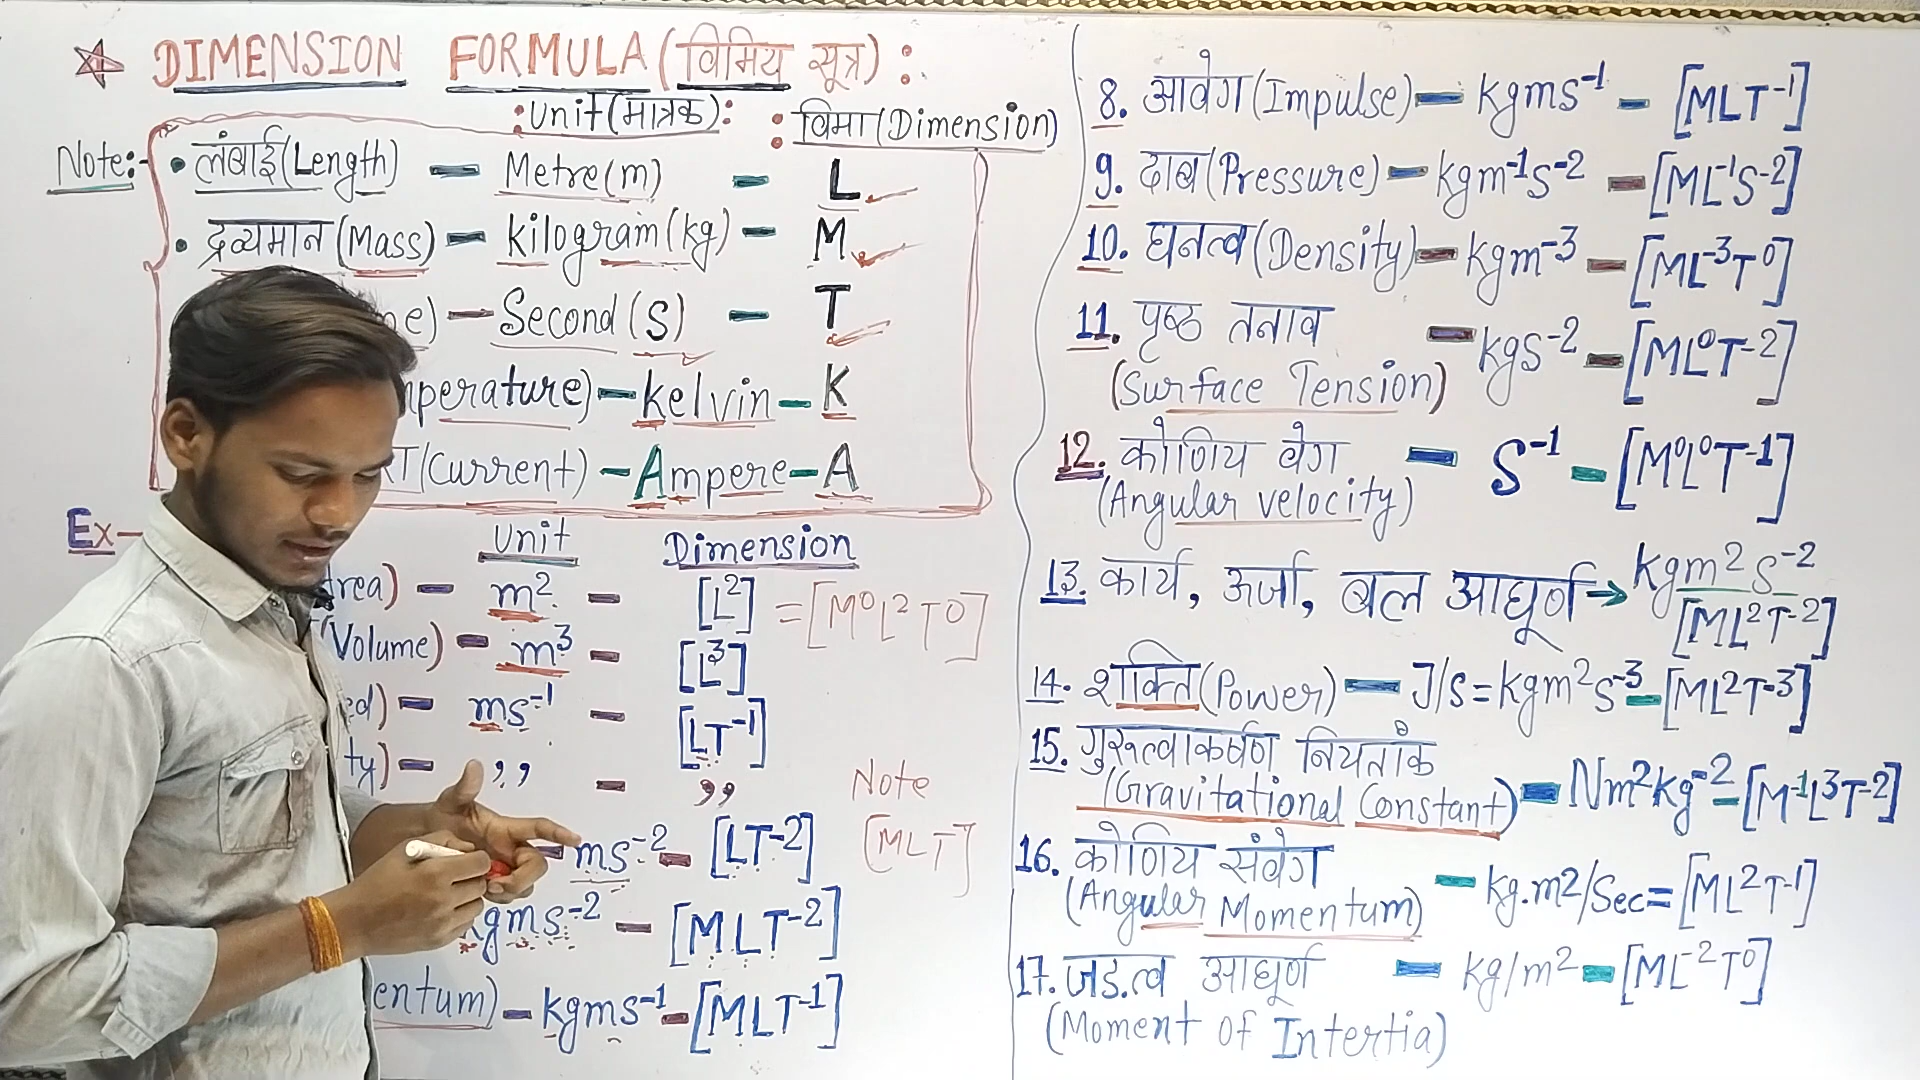 DIMENSION FORMULA (विमिय सूत्र) :
:Unit(मात्रक): : विमा(Dimension)
Note:- • लंबाई(Length) — Metre(m) — L
• द्रव्यमान(Mass) — kilogram(kg) — M
e) — Second(s) — T
perature) — kelvin — K
T(Current) — Ampere — A
Ex— Unit Dimension
rea) — m² — [L²] = [M⁰L²T⁰]
(Volume) — m³ — [L³]
ed) — ms⁻¹ — [LT⁻¹]
ty) — ,, — ,,
Note
— ms⁻² — [LT⁻²]
[MLT]
kgms⁻² — [MLT⁻²]
entum) — kgms⁻¹ — [MLT⁻¹]
8. आवेग(Impulse) — kgms⁻¹ — [MLT⁻¹]
9. दाब(Pressure) — kgm⁻¹s⁻² — [ML⁻¹S⁻²]
10. घनत्व(Density) — kgm⁻³ — [ML⁻³T⁰]
11. पृष्ठ तनाव — kgs⁻² — [ML⁰T⁻²]
(Surface Tension)
12. कोणिय वेग — S⁻¹ — [M⁰L⁰T⁻¹]
(Angular velocity)
13. कार्य, ऊर्जा, बल आघूर्ण → kgm²s⁻²
[ML²T⁻²]
14. शक्ति(Power) — J/s = kgm²s⁻³ — [ML²T⁻³]
15. गुरूत्वाकर्षण नियतांक
(Gravitational Constant) — Nm²kg⁻² — [M⁻¹L³T⁻²]
16. कोणिय संवेग
(Angular Momentum) — kg.m²/Sec = [ML²T⁻¹]
17. जड़त्व आघूर्ण — kg/m² — [ML⁻²T⁰]
(Moment of Intertia)